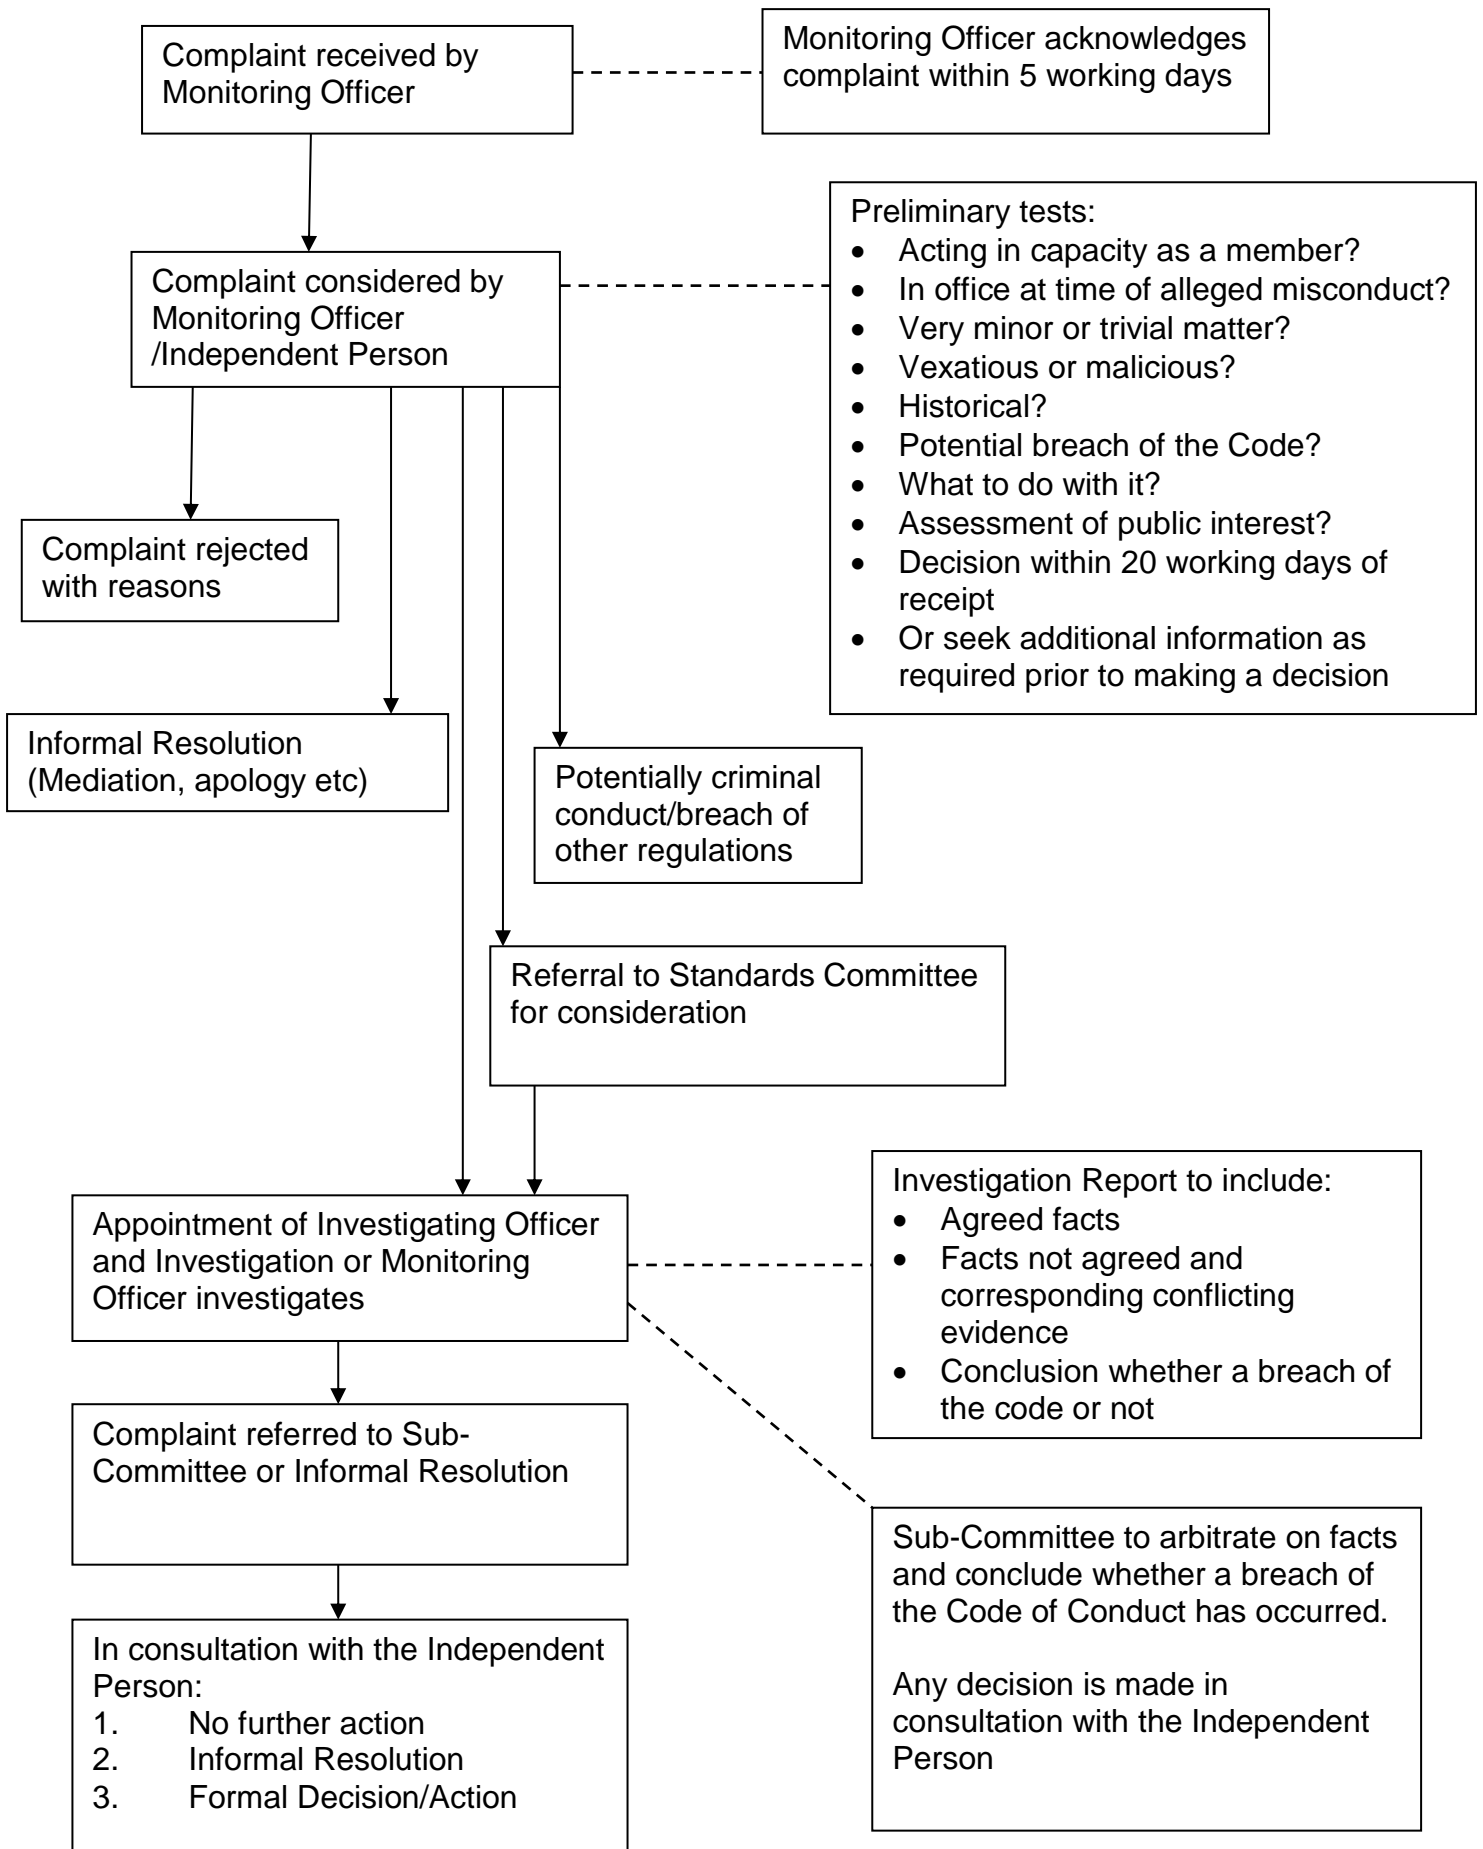 Complaint received by
Monitoring Officer
Monitoring Officer acknowledges
complaint within 5 working days
Complaint considered by
Monitoring Officer
/Independent Person
Preliminary tests:
• Acting in capacity as a member?
• In office at time of alleged misconduct?
• Very minor or trivial matter?
• Vexatious or malicious?
• Historical?
• Potential breach of the Code?
• What to do with it?
• Assessment of public interest?
• Decision within 20 working days of
receipt
• Or seek additional information as
required prior to making a decision
Complaint rejected
with reasons
Informal Resolution
(Mediation, apology etc)
Potentially criminal
conduct/breach of
other regulations
Referral to Standards Committee
for consideration
Appointment of Investigating Officer
and Investigation or Monitoring
Officer investigates
Investigation Report to include:
• Agreed facts
• Facts not agreed and
corresponding conflicting
evidence
• Conclusion whether a breach of
the code or not
Complaint referred to Sub-
Committee or Informal Resolution
Sub-Committee to arbitrate on facts
and conclude whether a breach of
the Code of Conduct has occurred.
Any decision is made in
consultation with the Independent
Person
In consultation with the Independent
Person:
1. No further action
2. Informal Resolution
3. Formal Decision/Action